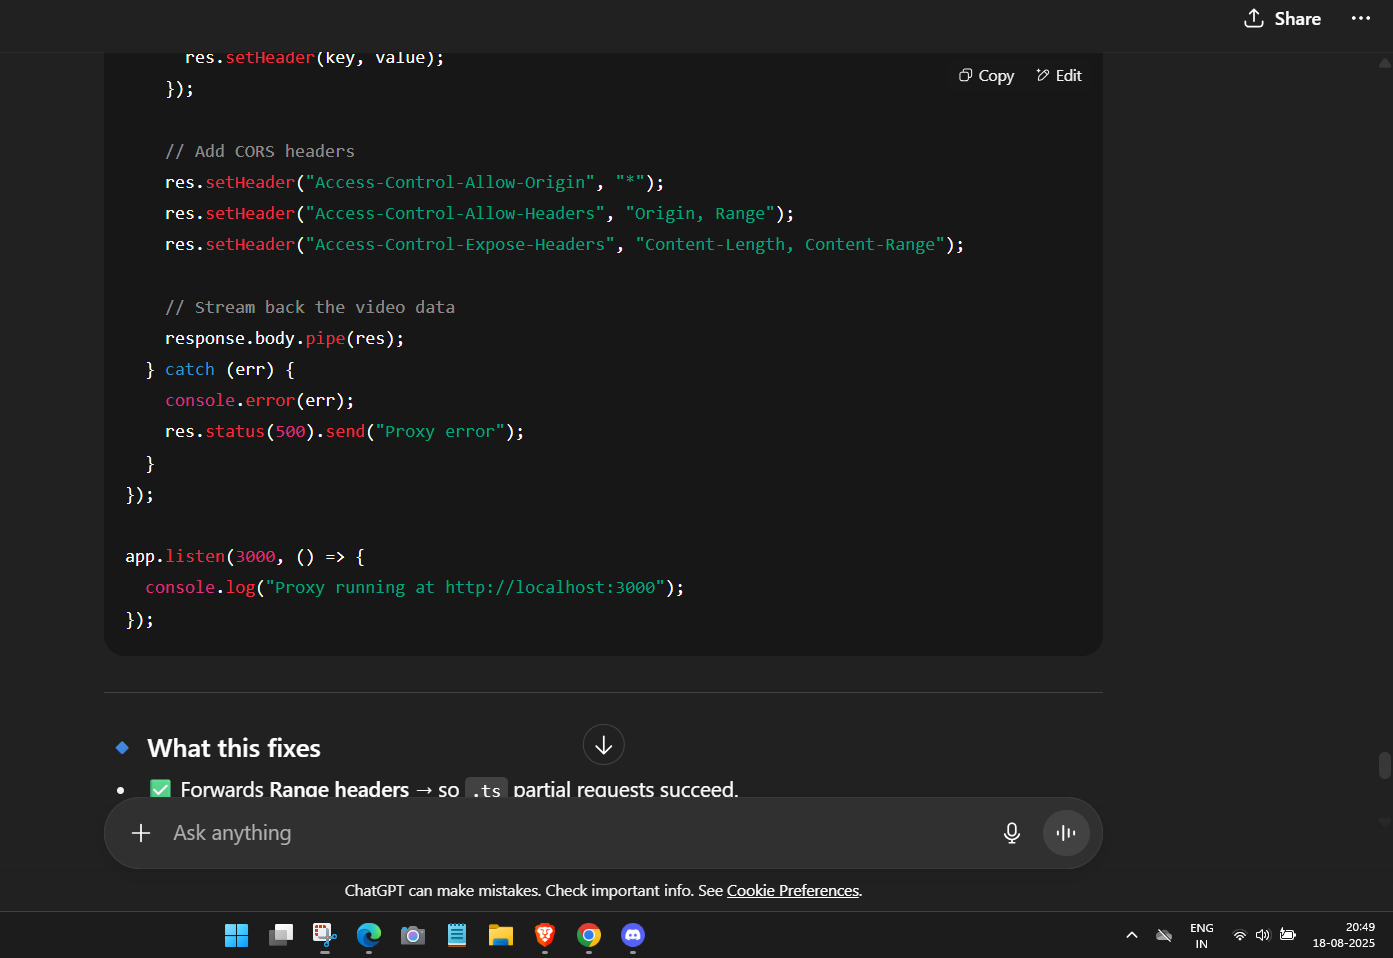 Share
res.setHeader(key, value);
});
Copy Edit
// Add CORS headers
res.setHeader("Access-Control-Allow-Origin", "*");
res.setHeader("Access-Control-Allow-Headers", "Origin, Range");
res.setHeader("Access-Control-Expose-Headers", "Content-Length, Content-Range");
// Stream back the video data
response.body.pipe(res);
} catch (err) {
console.error(err);
res.status(500).send("Proxy error");
}
});
app.listen(3000, () => {
console.log("Proxy running at http://localhost:3000");
});
What this fixes
Forwards Range headers → so .ts partial requests succeed.
Ask anything
ChatGPT can make mistakes. Check important info. See Cookie Preferences.
ENG
IN
20:49
18-08-2025